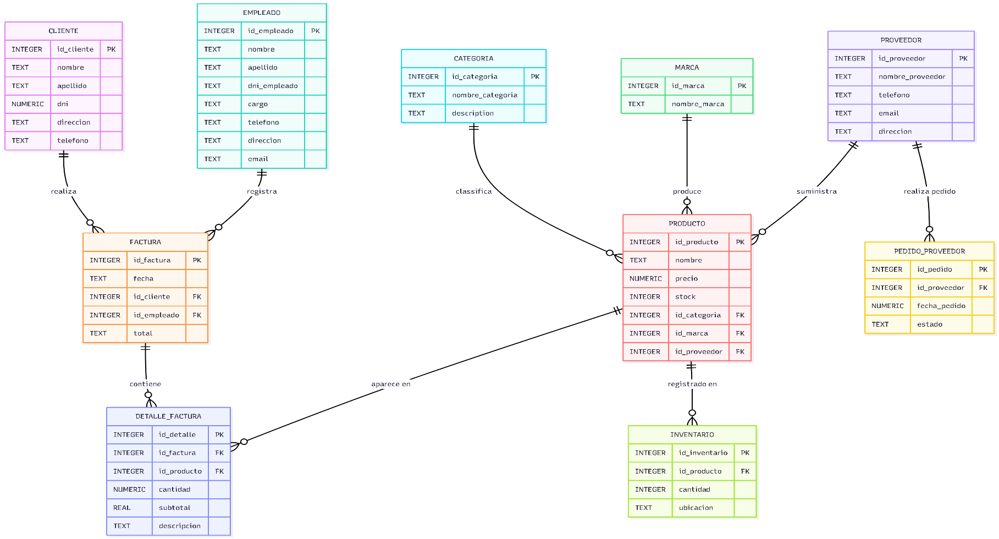 CLIENTE
INTEGER id_cliente PK
TEXT nombre
TEXT apellido
NUMERIC dni
TEXT direccion
TEXT telefono
EMPLEADO
INTEGER id_empleado PK
TEXT nombre
TEXT apellido
TEXT dni_empleado
TEXT cargo
TEXT telefono
TEXT direccion
TEXT email
CATEGORIA
INTEGER id_categoria PK
TEXT nombre_categoria
TEXT description
MARCA
INTEGER id_marca PK
TEXT nombre_marca
PROVEEDOR
INTEGER id_proveedor PK
TEXT nombre_proveedor
TEXT telefono
TEXT email
TEXT direccion
realiza
registra
classifica
produce
suministra
realiza pedido
FACTURA
INTEGER id_factura PK
TEXT fecha
INTEGER id_cliente FK
INTEGER id_empleado FK
TEXT total
PRODUCTO
INTEGER id_producto PK
TEXT nombre
NUMERIC precio
INTEGER stock
INTEGER id_categoria FK
INTEGER id_marca FK
INTEGER id_proveedor FK
PEDIDO_PROVEEDOR
INTEGER id_pedido PK
INTEGER id_proveedor FK
NUMERIC fecha_pedido
TEXT estado
contiene
aparece en
registrado en
DETALLE_FACTURA
INTEGER id_detalle PK
INTEGER id_factura FK
INTEGER id_producto FK
NUMERIC cantidad
REAL subtotal
TEXT descripcion
INVENTARIO
INTEGER id_inventario PK
INTEGER id_producto FK
INTEGER cantidad
TEXT ubicacion